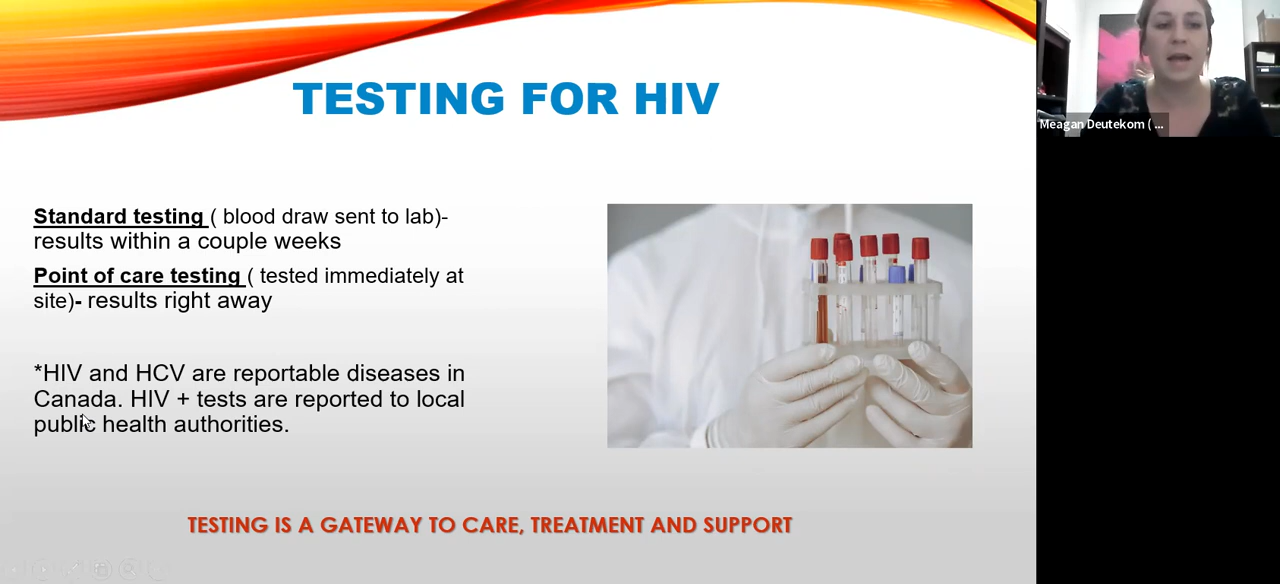 TESTING FOR HIV
Standard testing ( blood draw sent to lab)-
results within a couple weeks
Point of care testing ( tested immediately at
site)- results right away
*HIV and HCV are reportable diseases in
Canada. HIV + tests are reported to local
public health authorities.
TESTING IS A GATEWAY TO CARE, TREATMENT AND SUPPORT
Meagan Deutekom ( ...